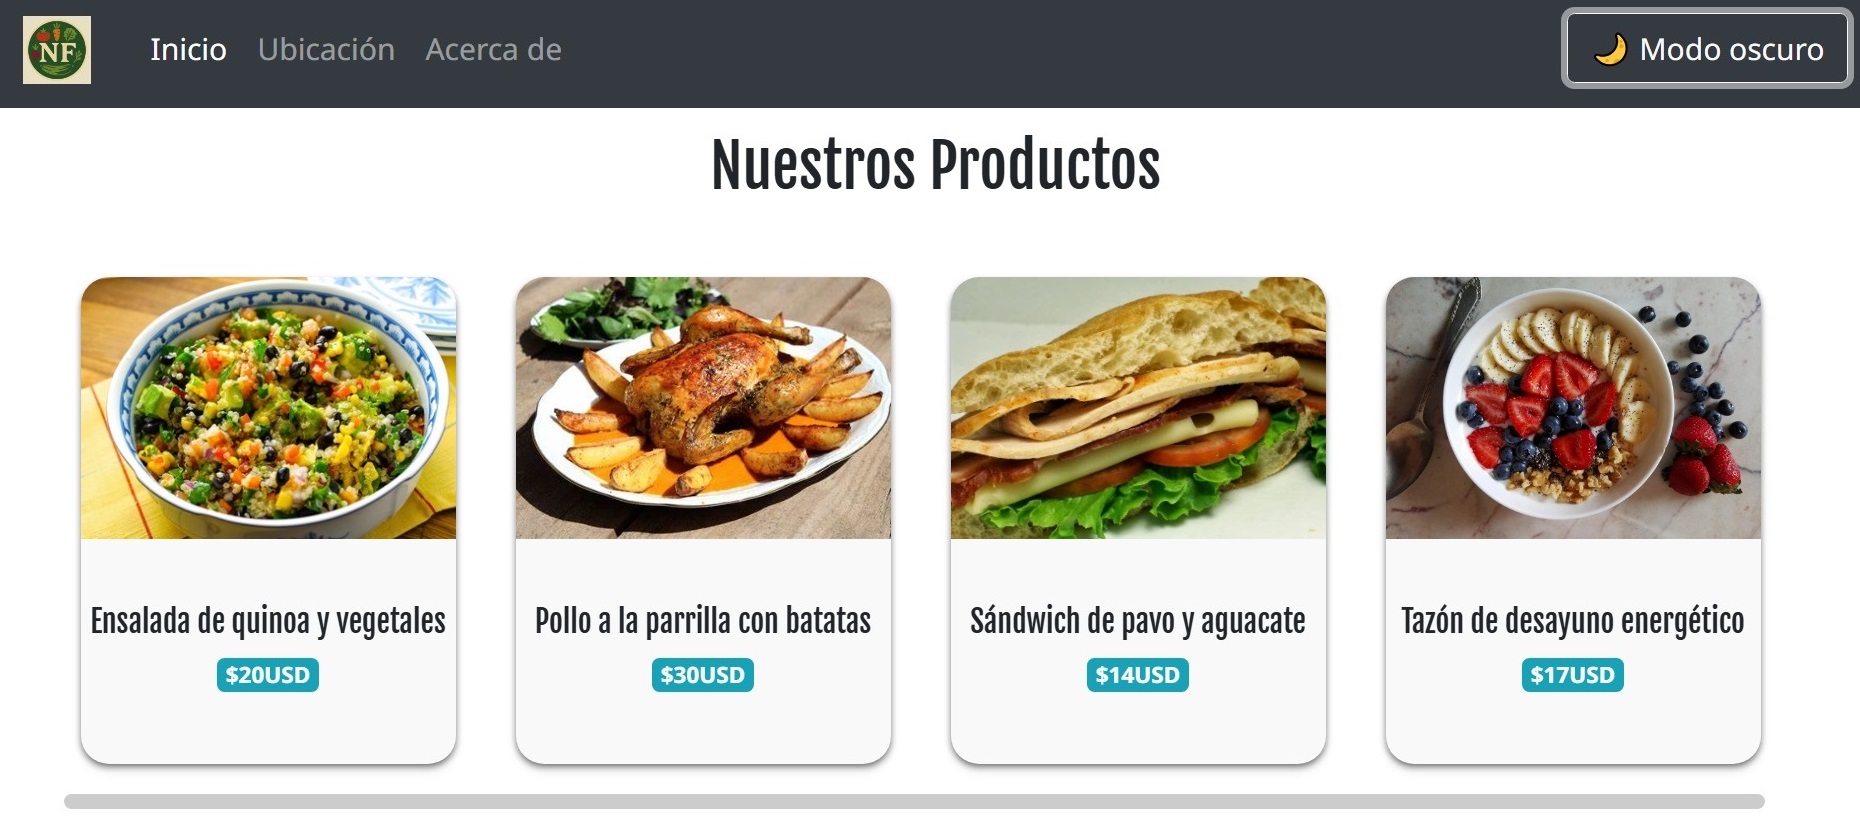 NF
Inicio Ubicación Acerca de 🌙 Modo oscuro
Nuestros Productos
Ensalada de quinoa y vegetales
$20USD
Pollo a la parrilla con batatas
$30USD
Sándwich de pavo y aguacate
$14USD
Tazón de desayuno energético
$17USD